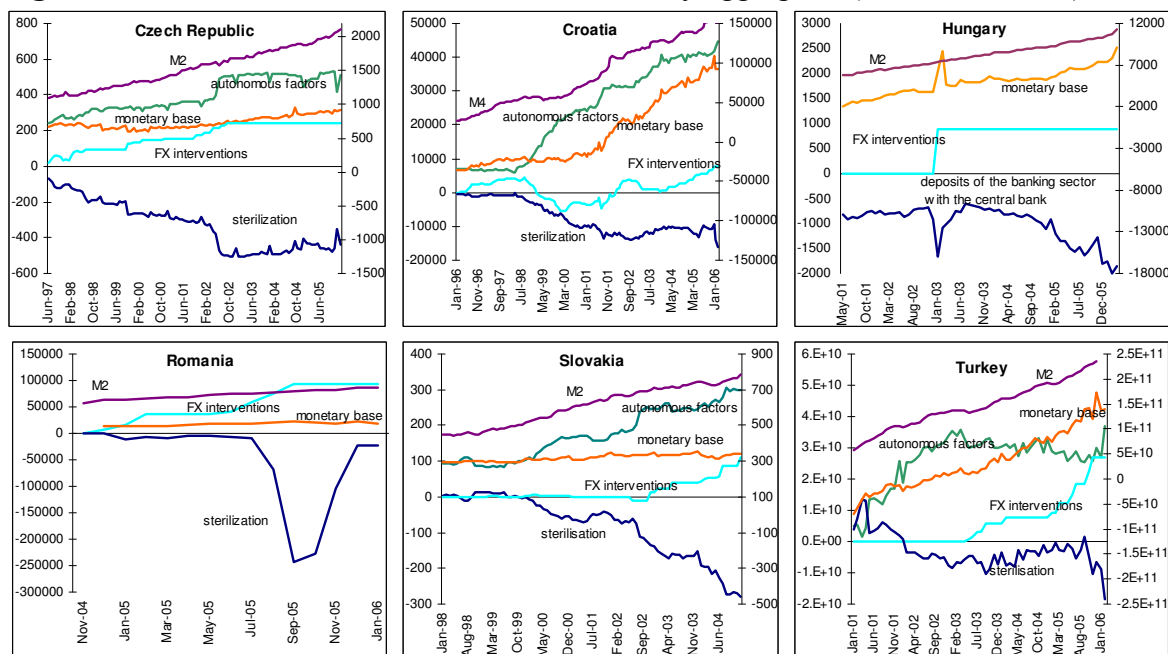 Czech Republic
800
600
400
200
0
-200
-400
-600
2000
1500
1000
500
0
-500
-1000
-1500
M2
autonomous factors
monetary base
FX interventions
sterilization
Jun-97
Feb-98
Oct-98
Jun-99
Feb-00
Oct-00
Jun-01
Feb-02
Oct-02
Jun-03
Feb-04
Oct-04
Jun-05
Croatia
50000
40000
30000
20000
10000
0
-10000
-20000
150000
100000
50000
0
-50000
-100000
-150000
M4
autonomous factors
monetary base
FX interventions
sterilization
Jan-96
Nov-96
Sep-97
Jul-98
May-99
Mar-00
Jan-01
Nov-01
Sep-02
Jul-03
May-04
Mar-05
Jan-06
Hungary
3000
2500
2000
1500
1000
500
0
-500
-1000
-1500
-2000
12000
7000
2000
-3000
-8000
-13000
-18000
M2
monetary base
FX interventions
deposits of the banking sector
with the central bank
May-01
Oct-01
Mar-02
Aug-02
Jan-03
Jun-03
Nov-03
Apr-04
Sep-04
Feb-05
Jul-05
Dec-05
Romania
150000
100000
50000
0
-50000
-100000
-150000
-200000
-250000
-300000
M2
FX interventions
monetary base
sterilization
Nov-04
Jan-05
Mar-05
May-05
Jul-05
Sep-05
Nov-05
Jan-06
Slovakia
400
300
200
100
0
-100
-200
-300
900
700
500
300
100
-100
-300
-500
M2
autonomous factors
monetary base
FX interventions
sterilisation
Jan-98
Aug-98
Mar-99
Oct-99
May-00
Dec-00
Jul-01
Feb-02
Sep-02
Apr-03
Nov-03
Jun-04
Turkey
6.E+10
5.E+10
4.E+10
3.E+10
2.E+10
1.E+10
0.E+00
1.E+10
2.E+10
2.5E+11
2E+11
1.5E+11
1E+11
5E+10
0
-5E+10
-1E+11
M2
monetary base
autonomous factors
FX interventions
sterilisation
Jan-01
Jun-01
Nov-01
Apr-02
Sep-02
Feb-03
Jul-03
Dec-03
May-04
Oct-04
Mar-05
Aug-05
Jan-06